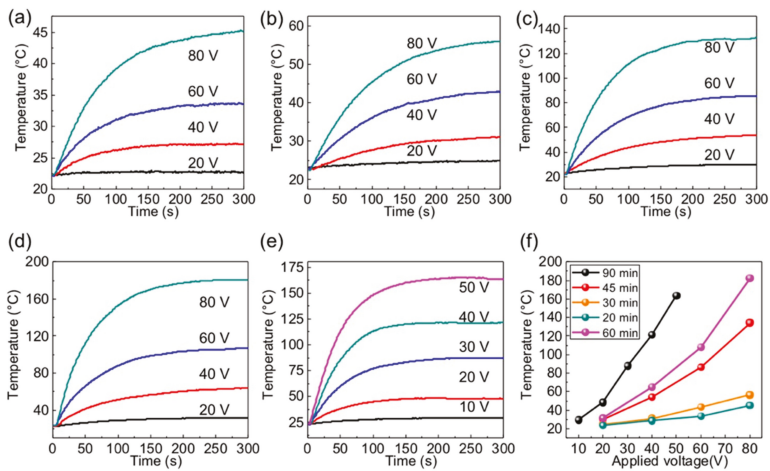 (a)
Temperature (°C)
45
40
35
30
25
20
80 V
60 V
40 V
20 V
0 50 100 150 200 250 300
Time (s)
(b)
Temperature (°C)
60
50
40
30
20
80 V
60 V
40 V
20 V
0 50 100 150 200 250 300
Time (s)
(c)
Temperature (°C)
140
120
100
80
60
40
20
80 V
60 V
40 V
20 V
0 50 100 150 200 250 300
Time (s)
(d)
Temperature (°C)
200
160
120
80
40
80 V
60 V
40 V
20 V
0 50 100 150 200 250 300
Time (s)
(e)
Temperature (°C)
175
150
125
100
75
50
25
50 V
40 V
30 V
20 V
10 V
0 50 100 150 200 250 300
Time (s)
(f)
Temperature (°C)
200
180
160
140
120
100
80
60
40
20
90 min
45 min
30 min
20 min
60 min
10 20 30 40 50 60 70 80
Applied voltage(V)